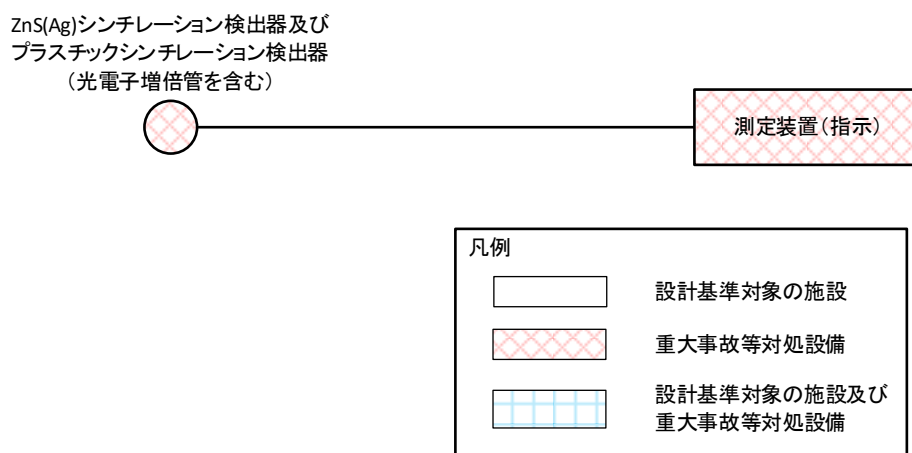 ZnS(Ag)シンチレーション検出器及び
プラスチックシンチレーション検出器
（光電子増倍管を含む）
測定装置（指示）
凡例
設計基準対象の施設
重大事故等対処設備
設計基準対象の施設及び
重大事故等対処設備